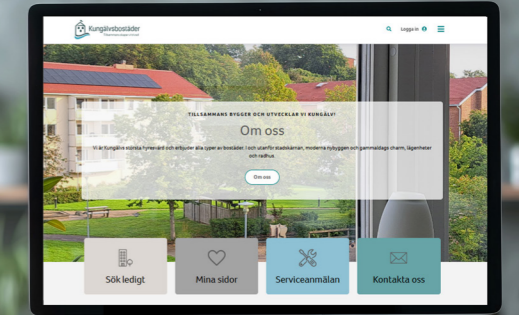 Kungälvsbostäder
Logga in
TILLSAMMANS BYGGER OCH UTVECKLAR VI KUNGÄLV!
Om oss
Vi är Kungälvs största hyresvärd och erbjuder alla typer av bostäder. I och utanför stadskärnan, moderna nybyggen och gammaldags charm, lägenheter
och radhus.
Om oss
Sök ledigt
Mina sidor
Serviceanmälan
Kontakta oss